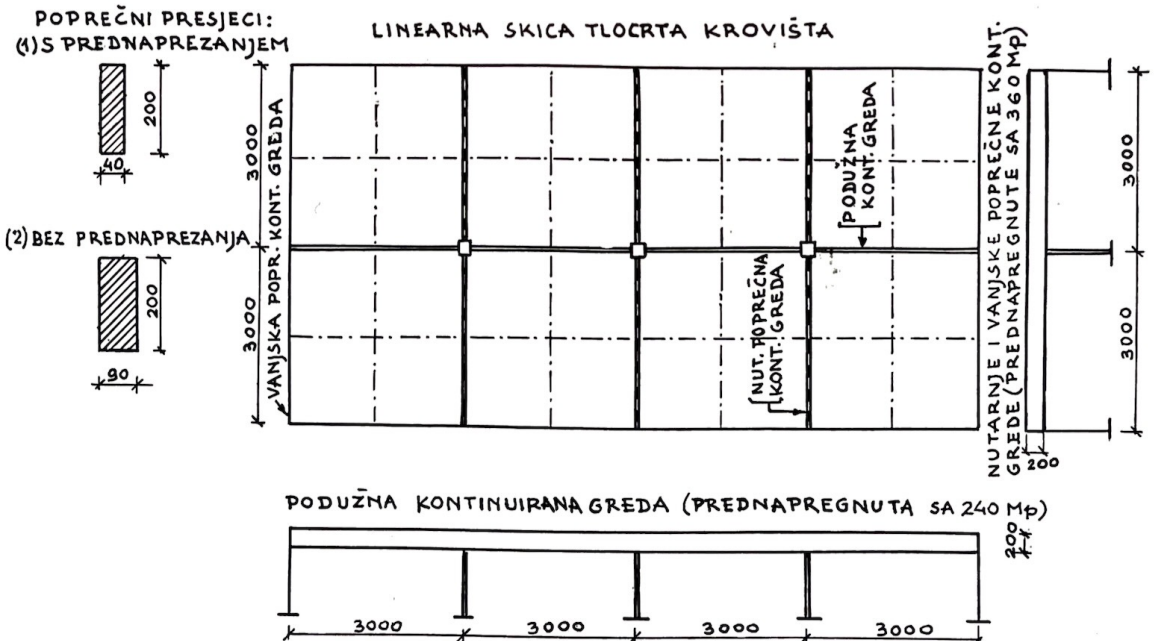 POPREČNI PRESJECI:
(1) S PREDNAPREZANJEM
200
40
(2) BEZ PREDNAPREZANJA
200
90
LINEARNA SKICA TLOCRTA KROVIŠTA
3000
3000
VANJSKA POPR. KONT. GREDA
PODUŽNA
KONT. GREDA
NUT. POPREČNA
KONT. GREDA
NUTARNJE I VANJSKE POPREČNE KONT.
GREDE (PREDNAPREGNUTE SA 360 Mp)
200
3000
3000
PODUŽNA KONTINUIRANA GREDA (PREDNAPREGNUTA SA 240 Mp)
200
3000
3000
3000
3000